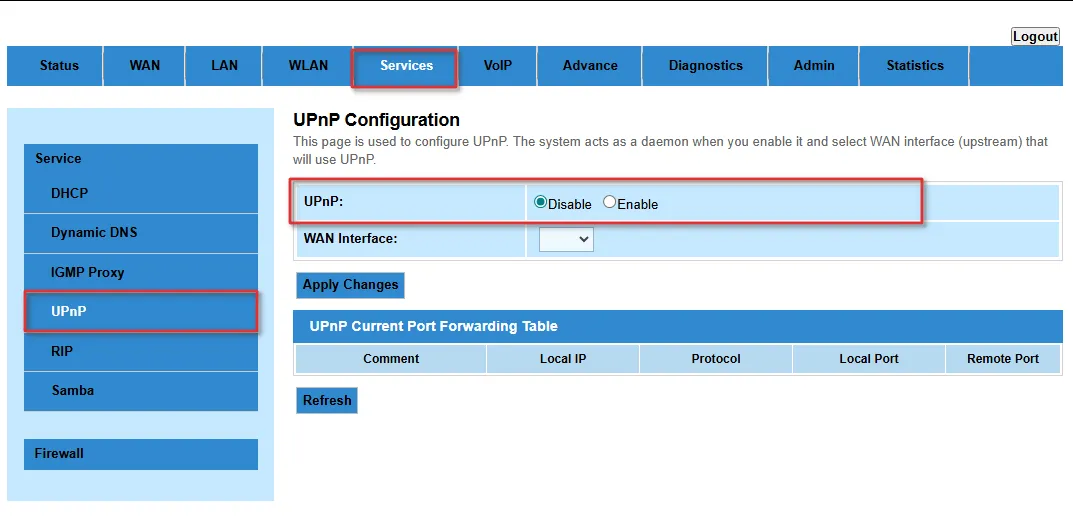 Logout
Status WAN LAN WLAN Services VoIP Advance Diagnostics Admin Statistics
Service
DHCP
Dynamic DNS
IGMP Proxy
UPnP
RIP
Samba
Firewall
UPnP Configuration
This page is used to configure UPnP. The system acts as a daemon when you enable it and select WAN interface (upstream) that
will use UPnP.
UPnP: Disable Enable
WAN Interface:
Apply Changes
UPnP Current Port Forwarding Table
Comment Local IP Protocol Local Port Remote Port
Refresh